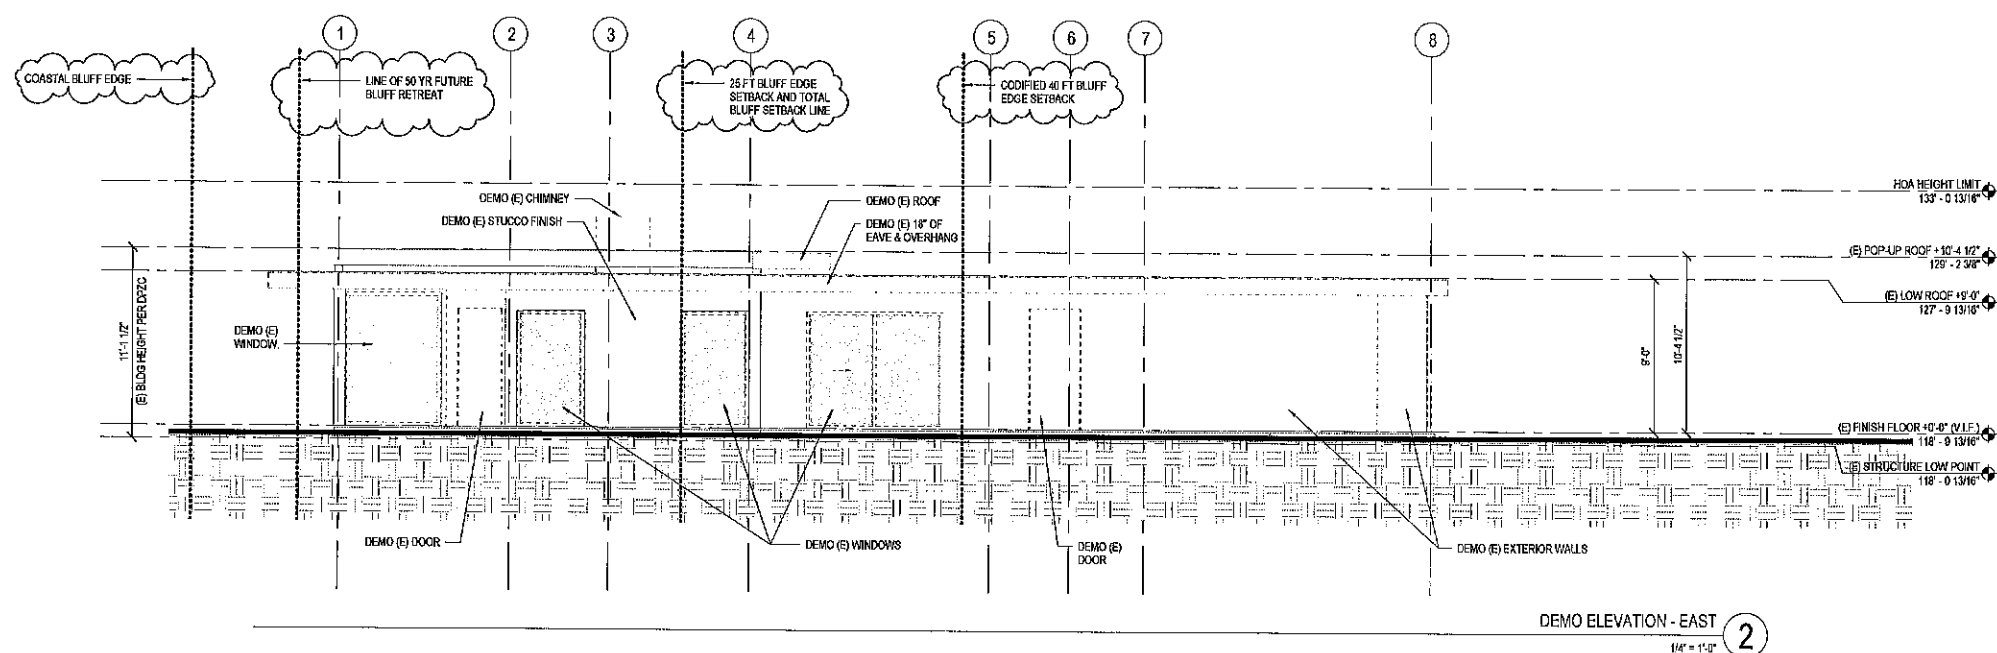 1
2
3
4
5
6
7
8
COASTAL BLUFF EDGE
LINE OF 50 YR FUTURE
BLUFF RETREAT
25 FT BLUFF EDGE
SETBACK AND TOTAL
BLUFF SETBACK LINE
CODIFIED 40 FT BLUFF
EDGE SETBACK
HOA HEIGHT LIMIT
133' - 0 13/16"
DEMO (E) CHIMNEY
DEMO (E) STUCCO FINISH
DEMO (E) ROOF
DEMO (E) 18" OF
EAVE & OVERHANG
(E) POP-UP ROOF +10'-4 1/2"
129' - 2 3/8"
(E) LOW ROOF +9'-0"
127' - 9 13/16"
11'-1 1/2"
(E) BLDG HEIGHT PER DPZC
DEMO (E)
WINDOW.
9'-0"
10'-4 1/2"
(E) FINISH FLOOR +0'-0" (V.I.F.)
118' - 9 13/16"
(E) STRUCTURE LOW POINT
118' - 0 13/16"
DEMO (E) DOOR
DEMO (E) WINDOWS
DEMO (E)
DOOR
DEMO (E) EXTERIOR WALLS
DEMO ELEVATION - EAST
2
1/4" = 1'-0"